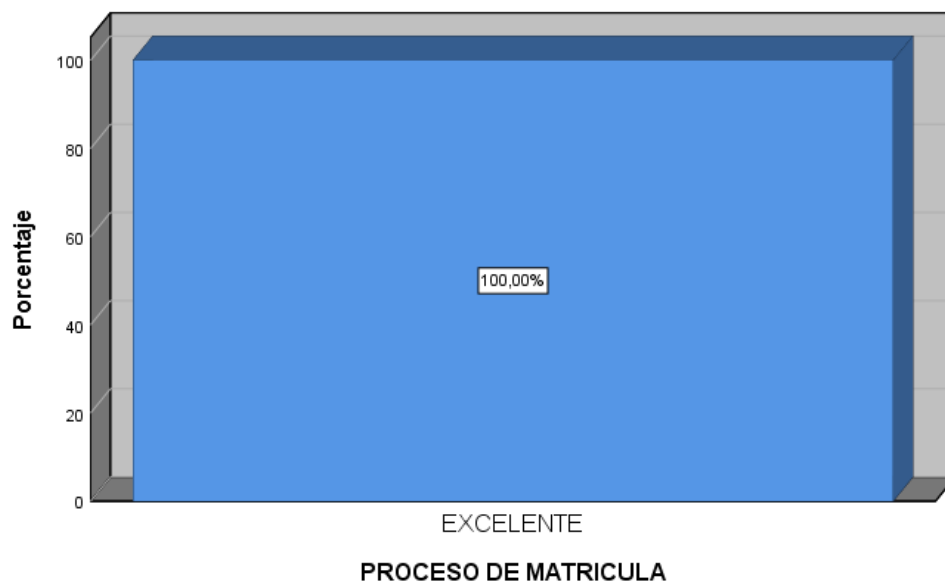 100
80
60
40
20
0
Porcentaje
100,00%
EXCELENTE
PROCESO DE MATRICULA